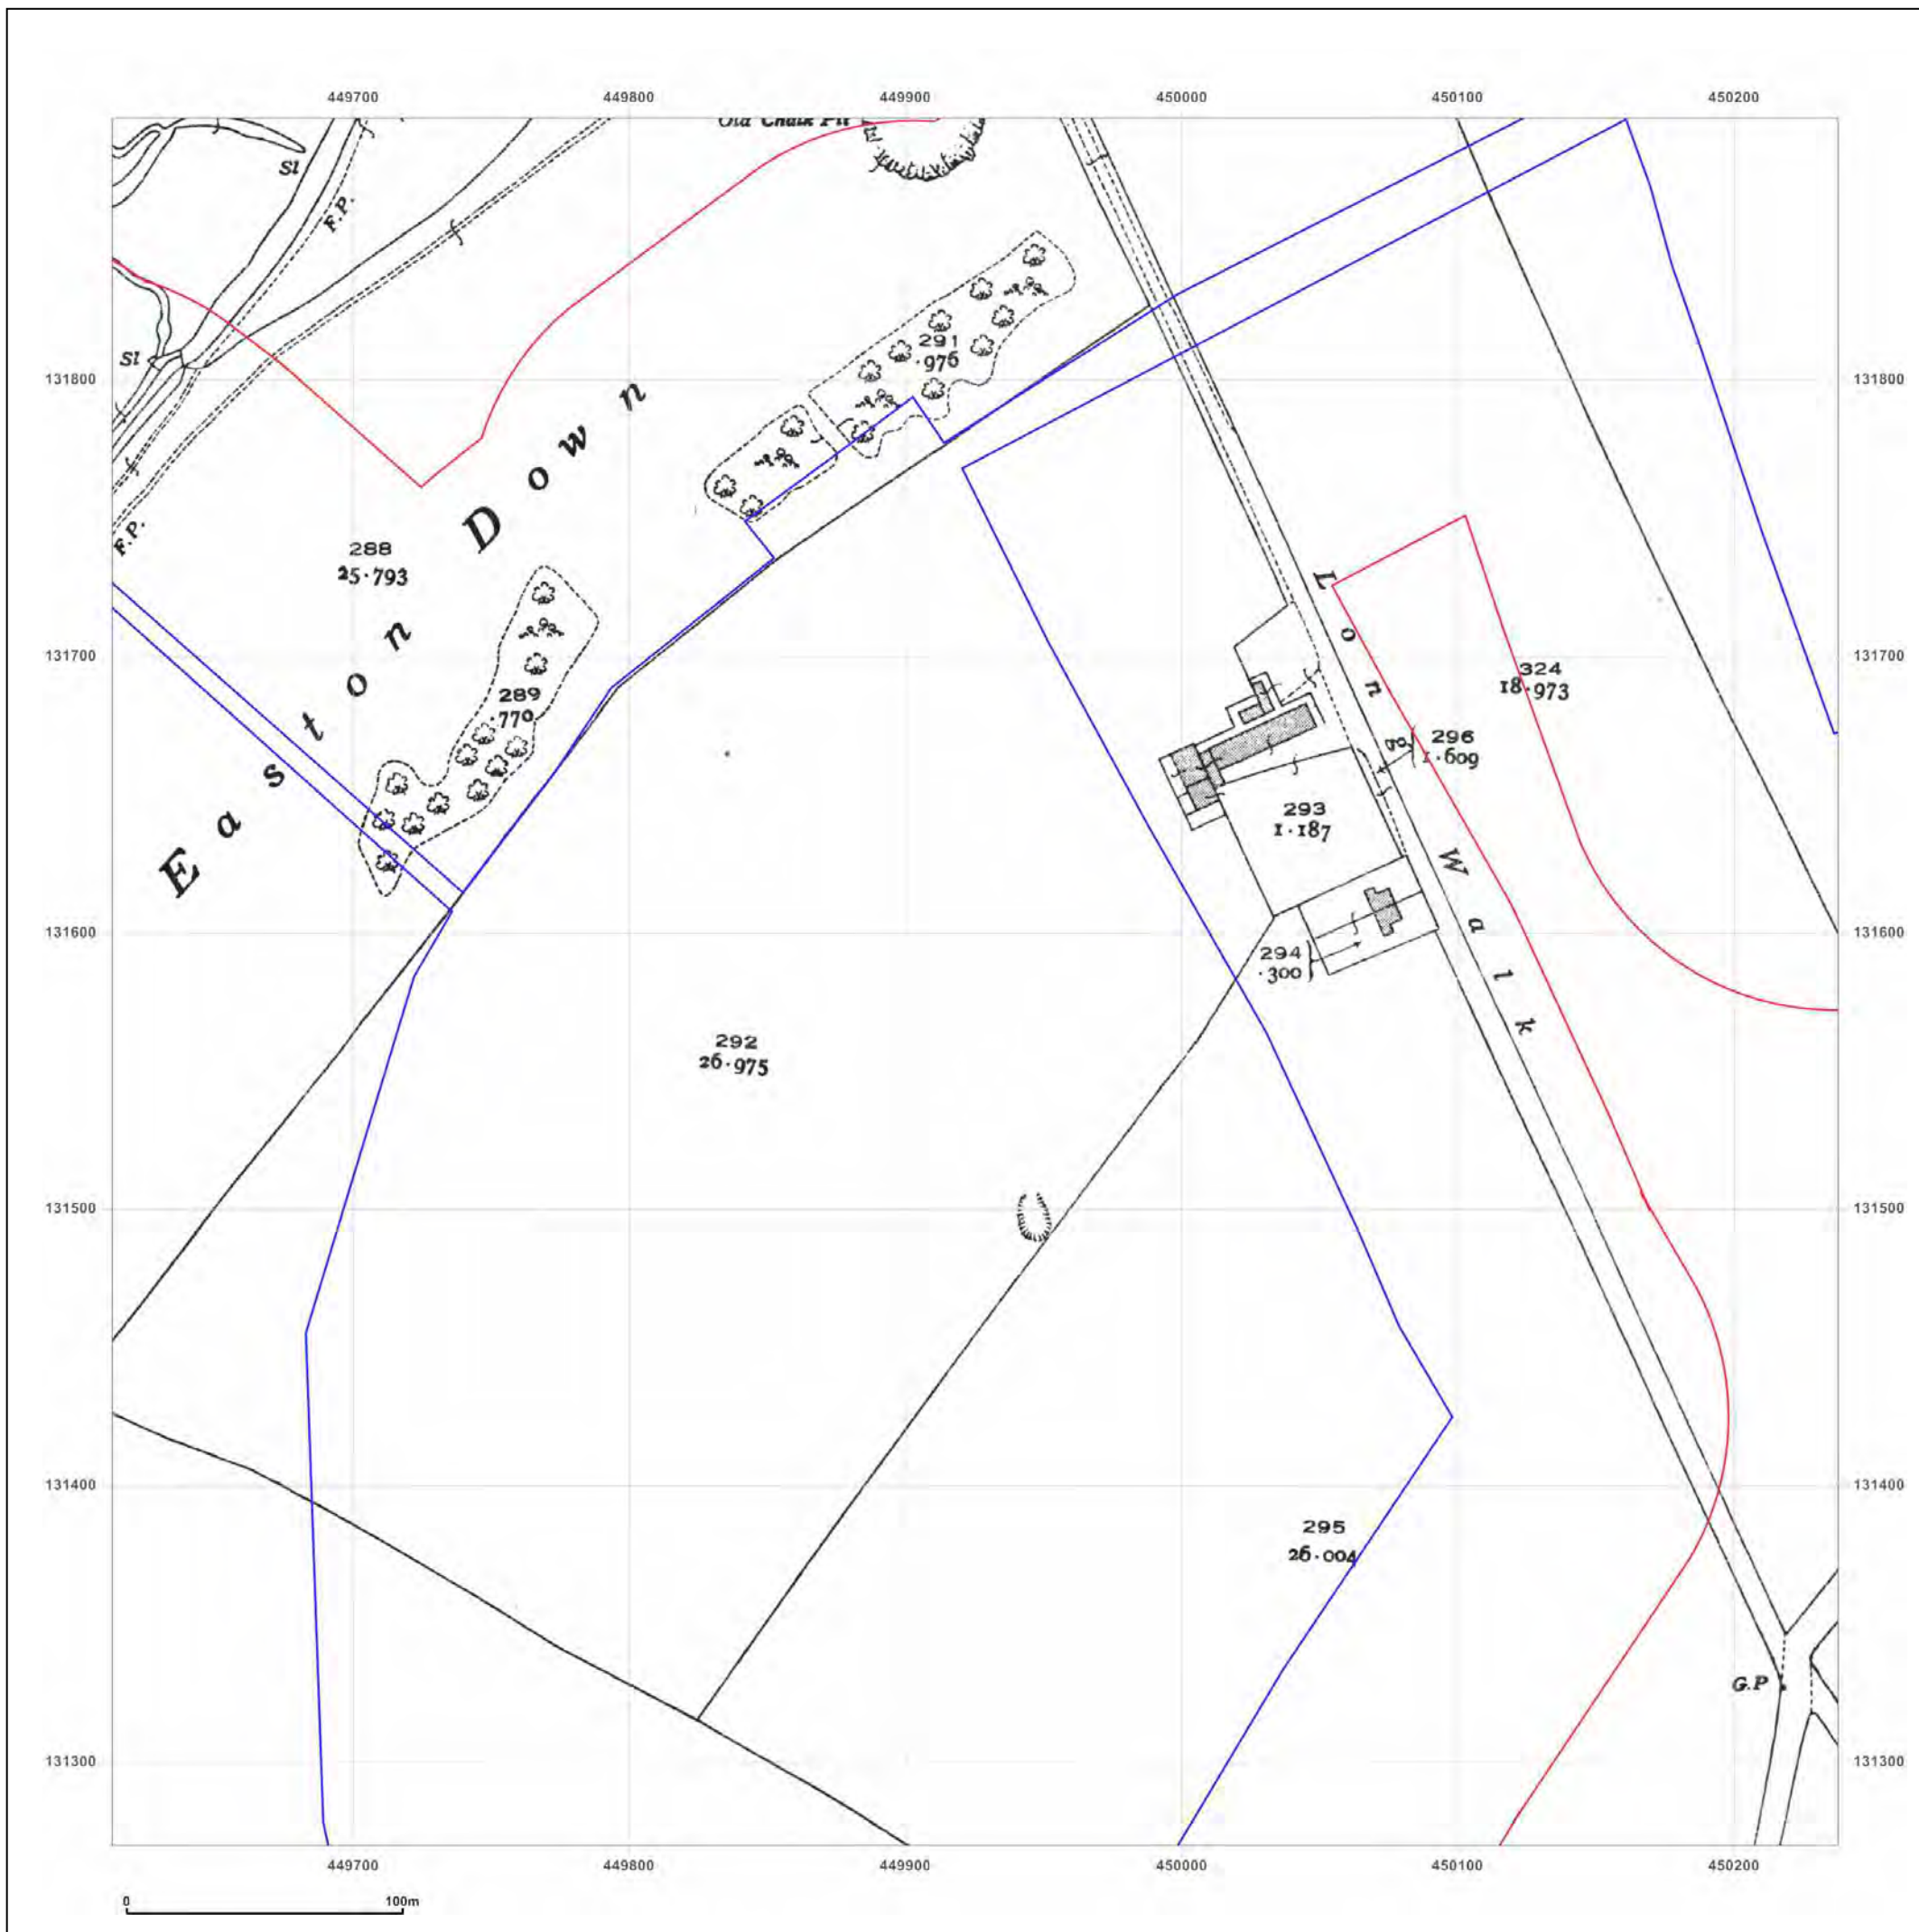 449700 449800 449900 450000 450100 450200
Old Chalk Pit
Sl
F.P.
291
.976
Sl
131800 131800
Easton Down
F.P.
288
25.793
Long Walk
131700 131700
324
18.973
289
.770
296
1.609
293
1.187
131600 131600
294
.300
292
26.975
131500 131500
131400 131400
295
26.004
G.P
131300 131300
449700 449800 449900 450000 450100 450200
0 100m